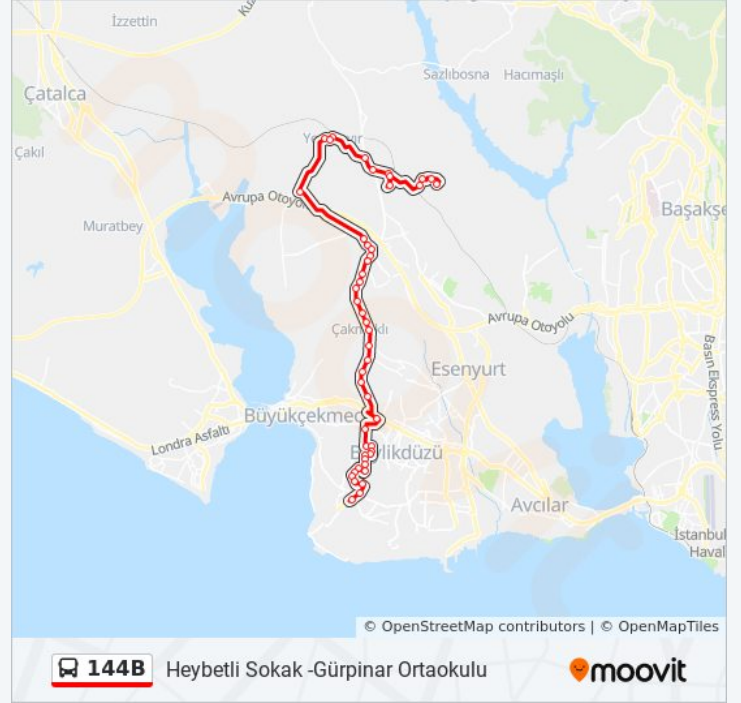 İzzettin
Sazlıbosna
Hacımaşlı
Çatalca
Çakıl
Avrupa Otoyolu
Muratbey
Başakşe
Avrupa Otoyolu
Çakmaklı
Basın Ekspress Yolu
Esenyurt
Büyükçekmec
Londra Asfaltı
Beylikdüzü
Avcılar
İstanbul
Haval
© OpenStreetMap contributors | © OpenMapTiles
144B Heybetli Sokak -Gürpinar Ortaokulu
moovit